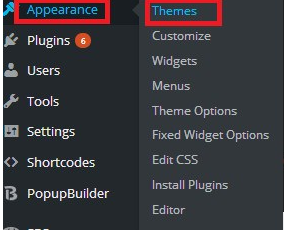 Appearance
Themes
Customize
Widgets
Menus
Theme Options
Fixed Widget Options
Edit CSS
Install Plugins
Editor
Plugins 6
Users
Tools
Settings
Shortcodes
PopupBuilder